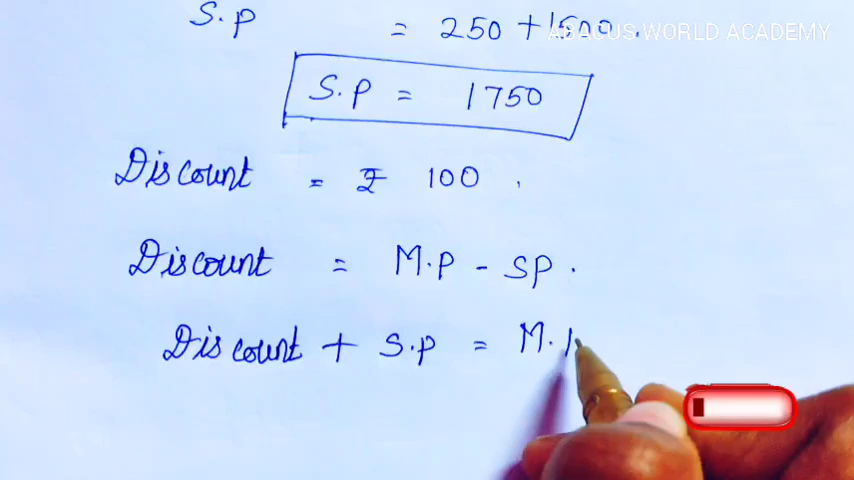 S.P = 250 + 1500.
ABACUS WORLD ACADEMY
S.P = 1750
Discount = ₹ 100.
Discount = M.P - SP.
Discount + S.P = M.